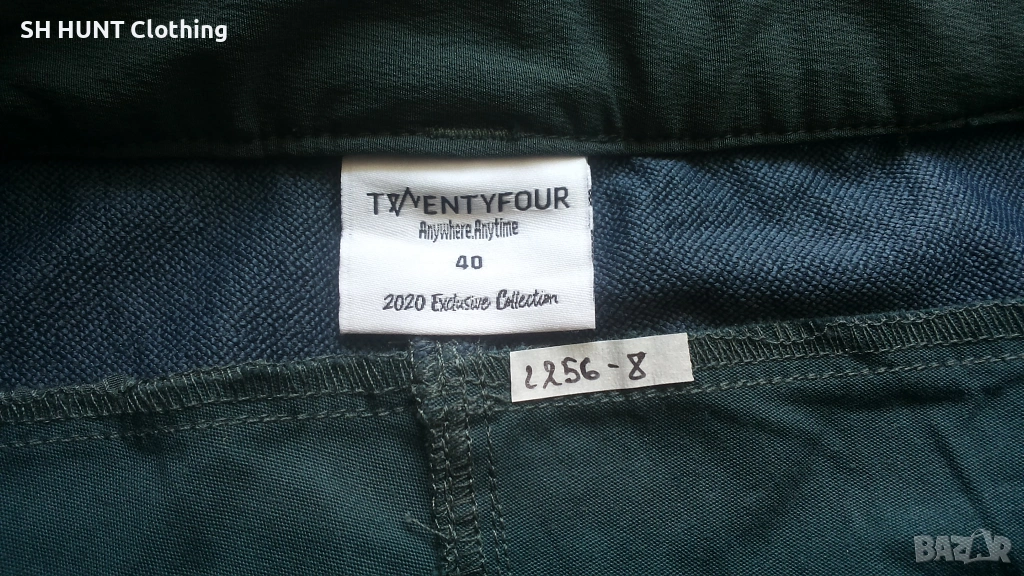 SH HUNT Clothing
TWENTYFOUR
Anywhere.Anytime
40
2020 Exclusive Collection
2256-8
BAZAR